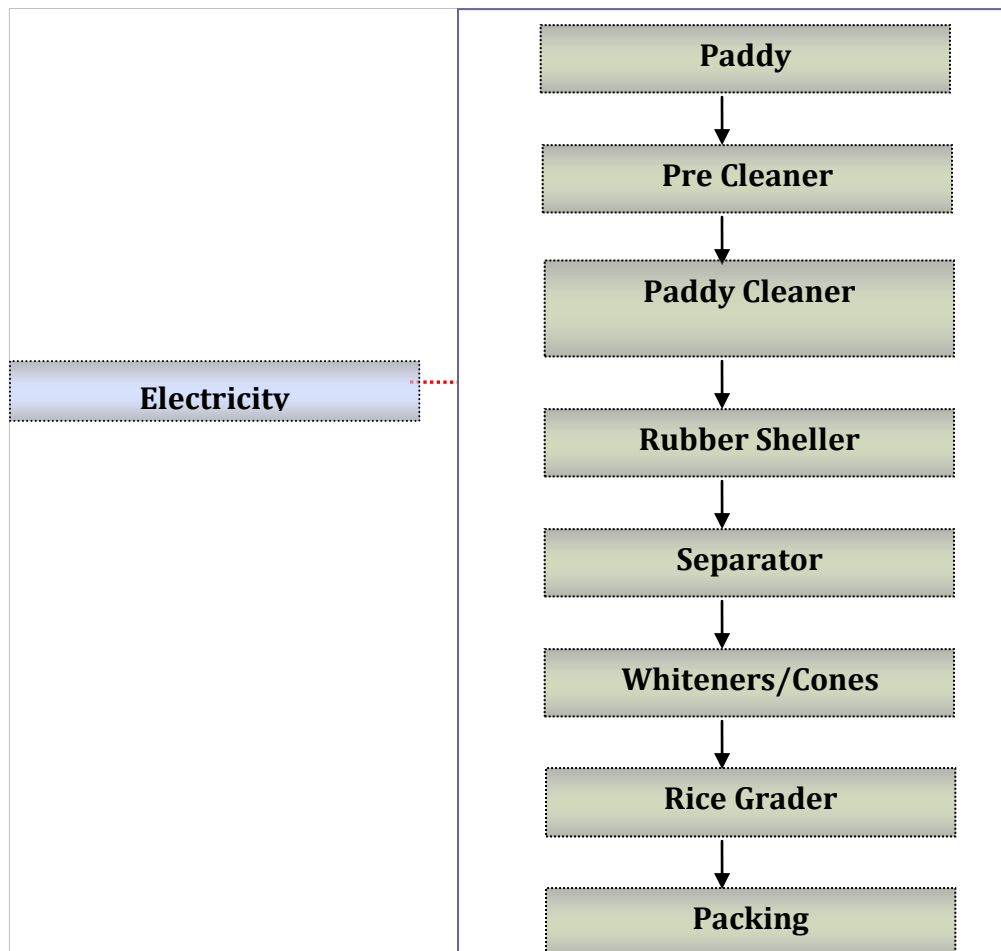 Paddy
Pre Cleaner
Paddy Cleaner
Electricity
Rubber Sheller
Separator
Whiteners/Cones
Rice Grader
Packing